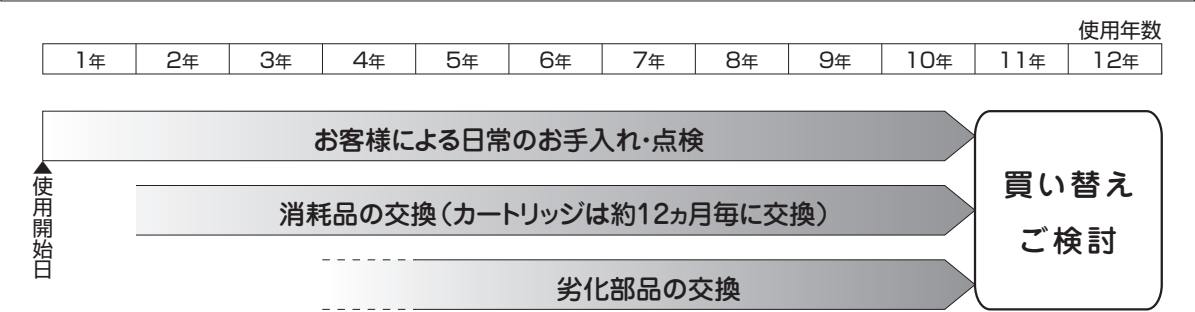 使用年数
1年 2年 3年 4年 5年 6年 7年 8年 9年 10年 11年 12年
お客様による日常のお手入れ・点検
▲使用開始日
消耗品の交換（カートリッジは約12ヵ月毎に交換）
劣化部品の交換
買い替え
ご検討